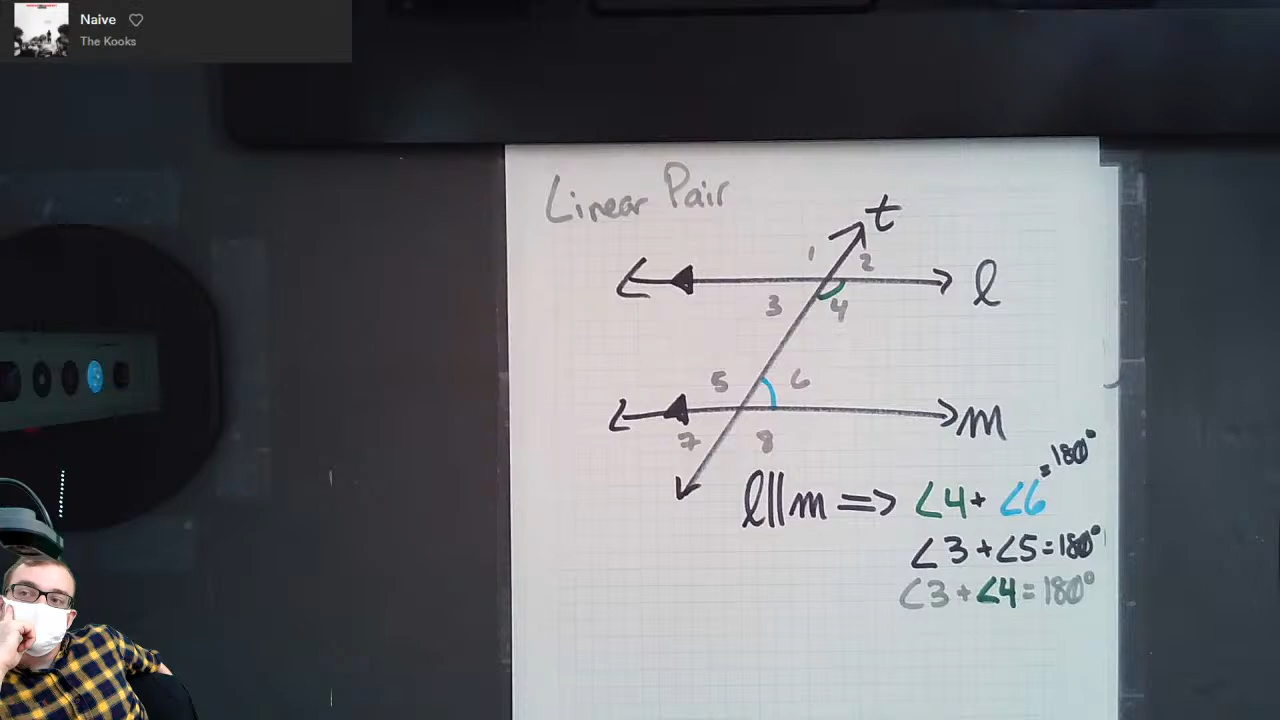 Naive
The Kooks
Linear Pair
t
1 2
l
3 4
5 6
m
7 8
l||m => ∠4 + ∠6 = 180°
∠3 + ∠5 = 180°
∠3 + ∠4 = 180°